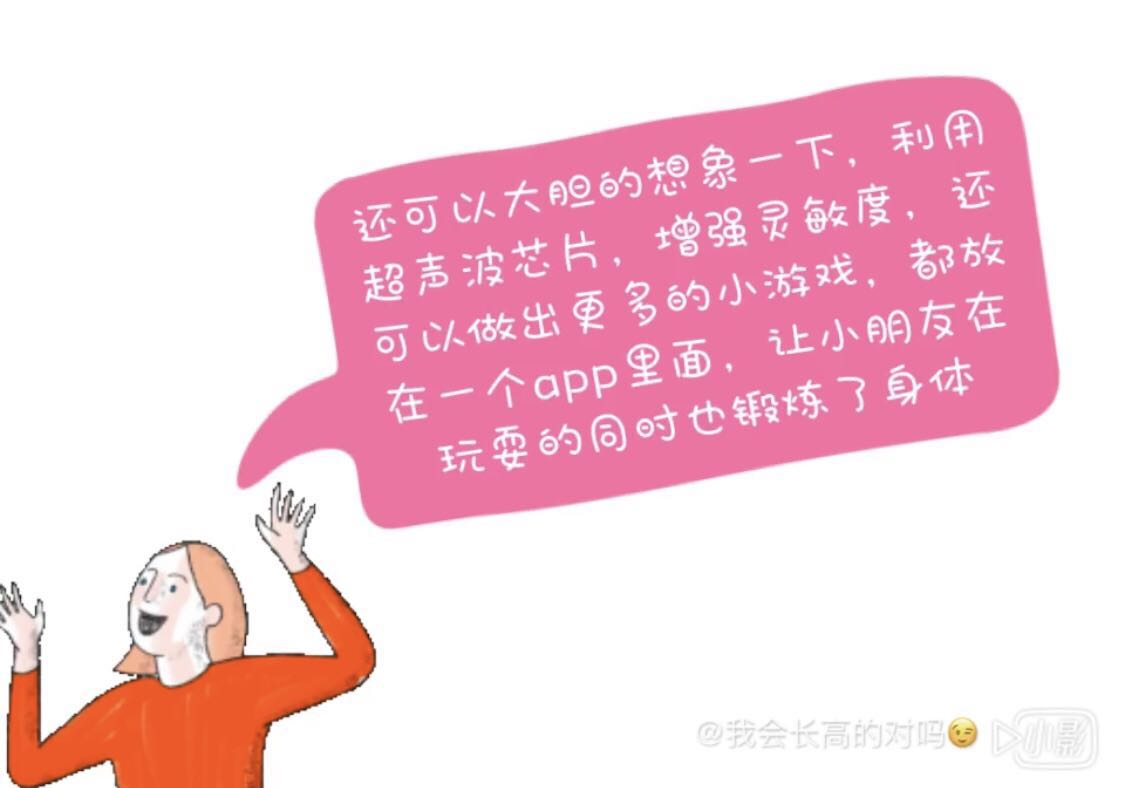 还可以大胆的想象一下，利用
超声波芯片，增强灵敏度，还
可以做出更多的小游戏，都放
在一个app里面，让小朋友在
玩耍的同时也锻炼了身体
@我会长高的对吗😉 小影